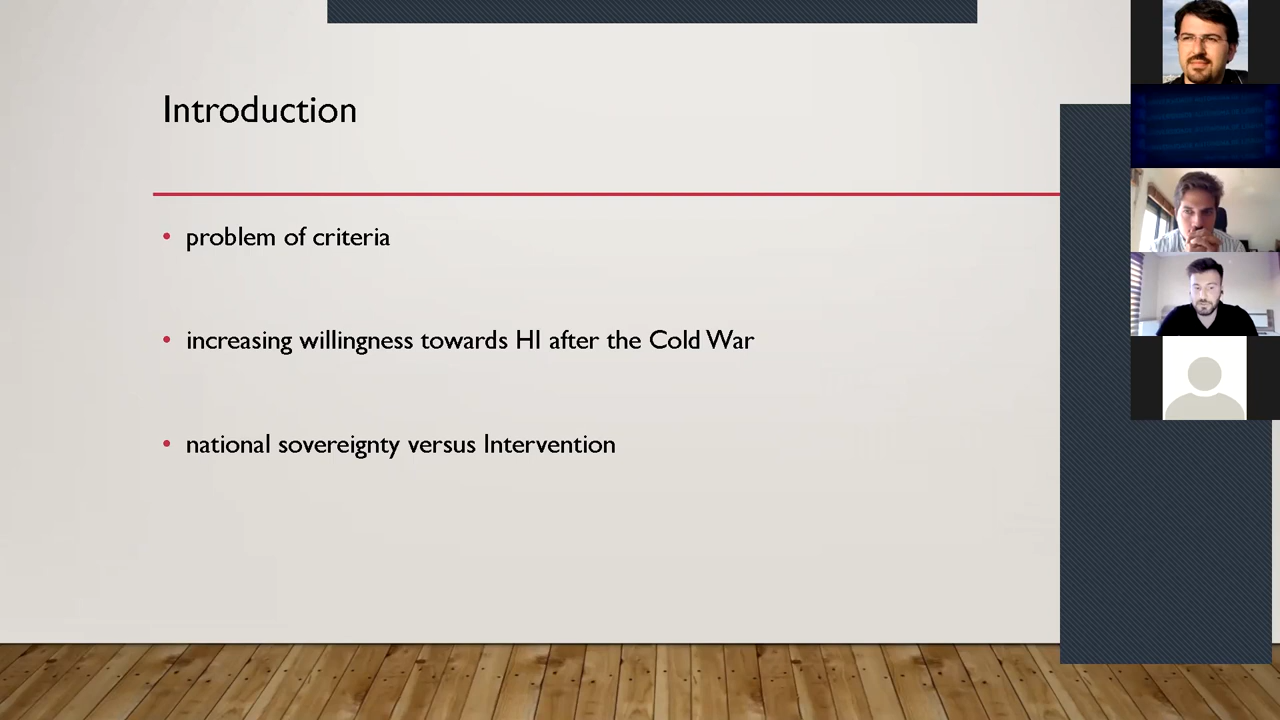 Introduction
problem of criteria
increasing willingness towards HI after the Cold War
national sovereignty versus Intervention